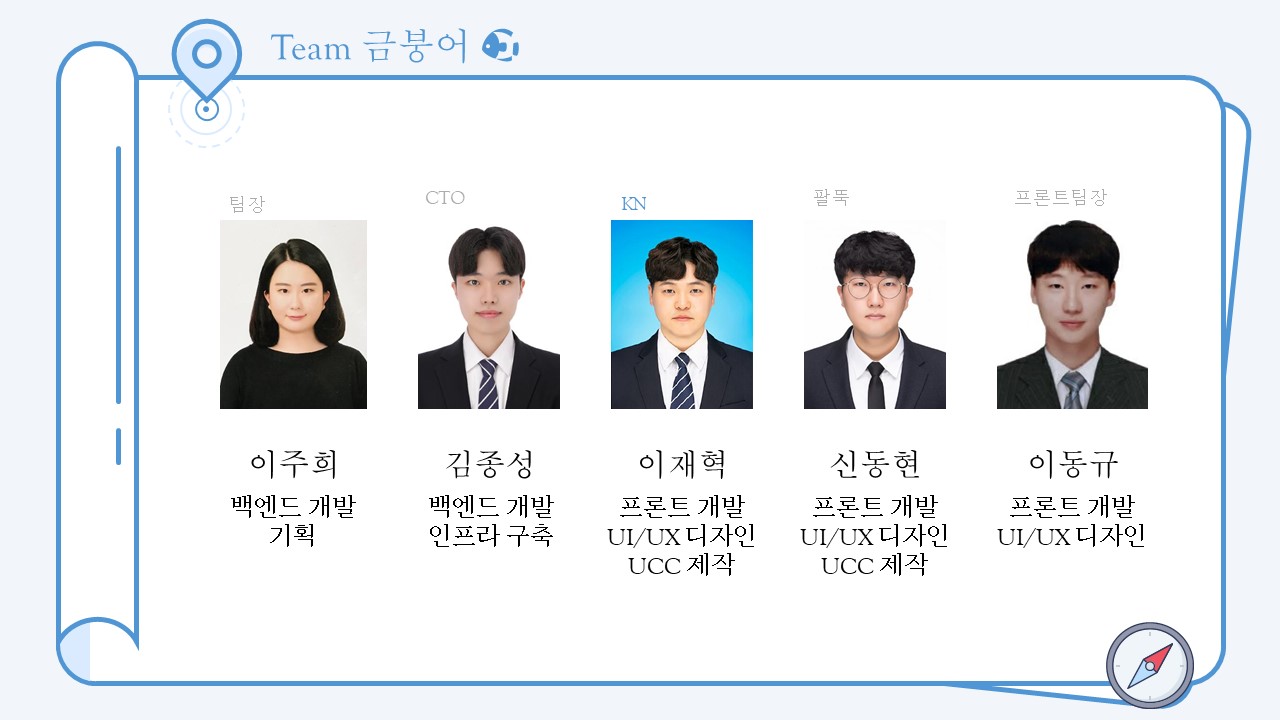 Team 금붕어
팀장
CTO
KN
팔뚝
프론트팀장
이주희
김종성
이재혁
신동현
이동규
백엔드 개발
기획
백엔드 개발
인프라 구축
프론트 개발
UI/UX 디자인
UCC 제작
프론트 개발
UI/UX 디자인
UCC 제작
프론트 개발
UI/UX 디자인